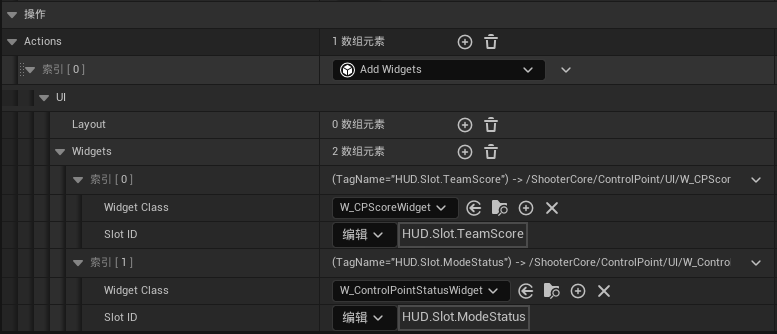 操作
Actions 1 数组元素
索引 [ 0 ] Add Widgets
UI
Layout 0 数组元素
Widgets 2 数组元素
索引 [ 0 ] (TagName="HUD.Slot.TeamScore") -> /ShooterCore/ControlPoint/UI/W_CPScor
Widget Class W_CPScoreWidget
Slot ID 编辑 HUD.Slot.TeamScore
索引 [ 1 ] (TagName="HUD.Slot.ModeStatus") -> /ShooterCore/ControlPoint/UI/W_Contro
Widget Class W_ControlPointStatusWidget
Slot ID 编辑 HUD.Slot.ModeStatus